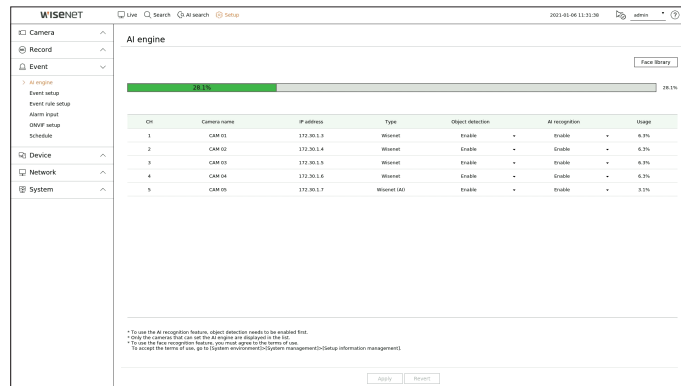 WISENET
Live Search AI search Setup 2021-01-06 11:31:36 admin ?
Camera
Record
Event
> AI engine
Event setup
Event rule setup
Alarm input
ONVIF setup
Schedule
Device
Network
System
AI engine
Face library
28.1% 28.1%
CH Camera name IP address Type Object detection AI recognition Usage
1 CAM 01 172.30.1.3 Wisenet Enable Enable 6.3%
2 CAM 02 172.30.1.4 Wisenet Enable Enable 6.3%
3 CAM 03 172.30.1.5 Wisenet Enable Enable 6.3%
4 CAM 04 172.30.1.6 Wisenet Enable Enable 6.3%
5 CAM 05 172.30.1.7 Wisenet (AI) Enable Enable 3.1%
* To use the AI recognition feature, object detection needs to be enabled first.
* Only the cameras that can set the AI engine are displayed in the list.
* To use the face recognition feature, you must agree to the terms of use.
To accept the terms of use, go to [System environment]>[System management]>[Setup information management].
Apply Revert